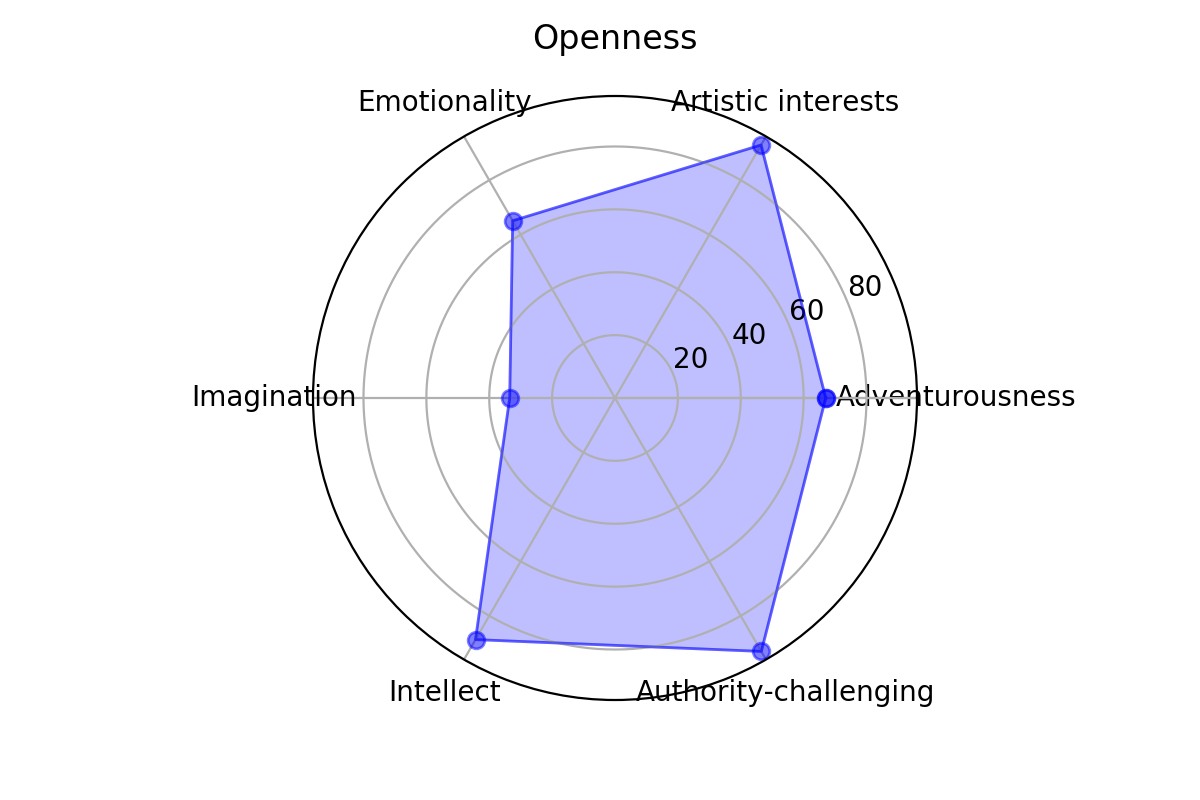 Openness
Emotionality
Artistic interests
80
60
40
20
Imagination
Adventurousness
Intellect
Authority-challenging